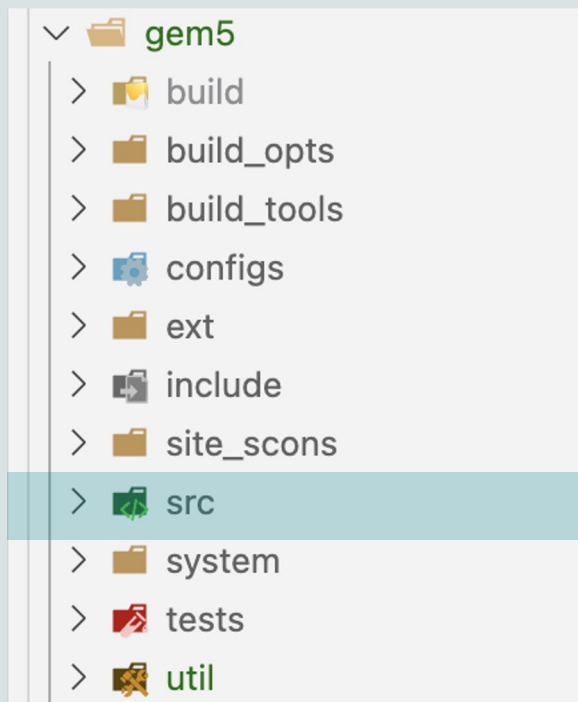 gem5
build
build_opts
build_tools
configs
ext
include
site_scons
src
system
tests
util